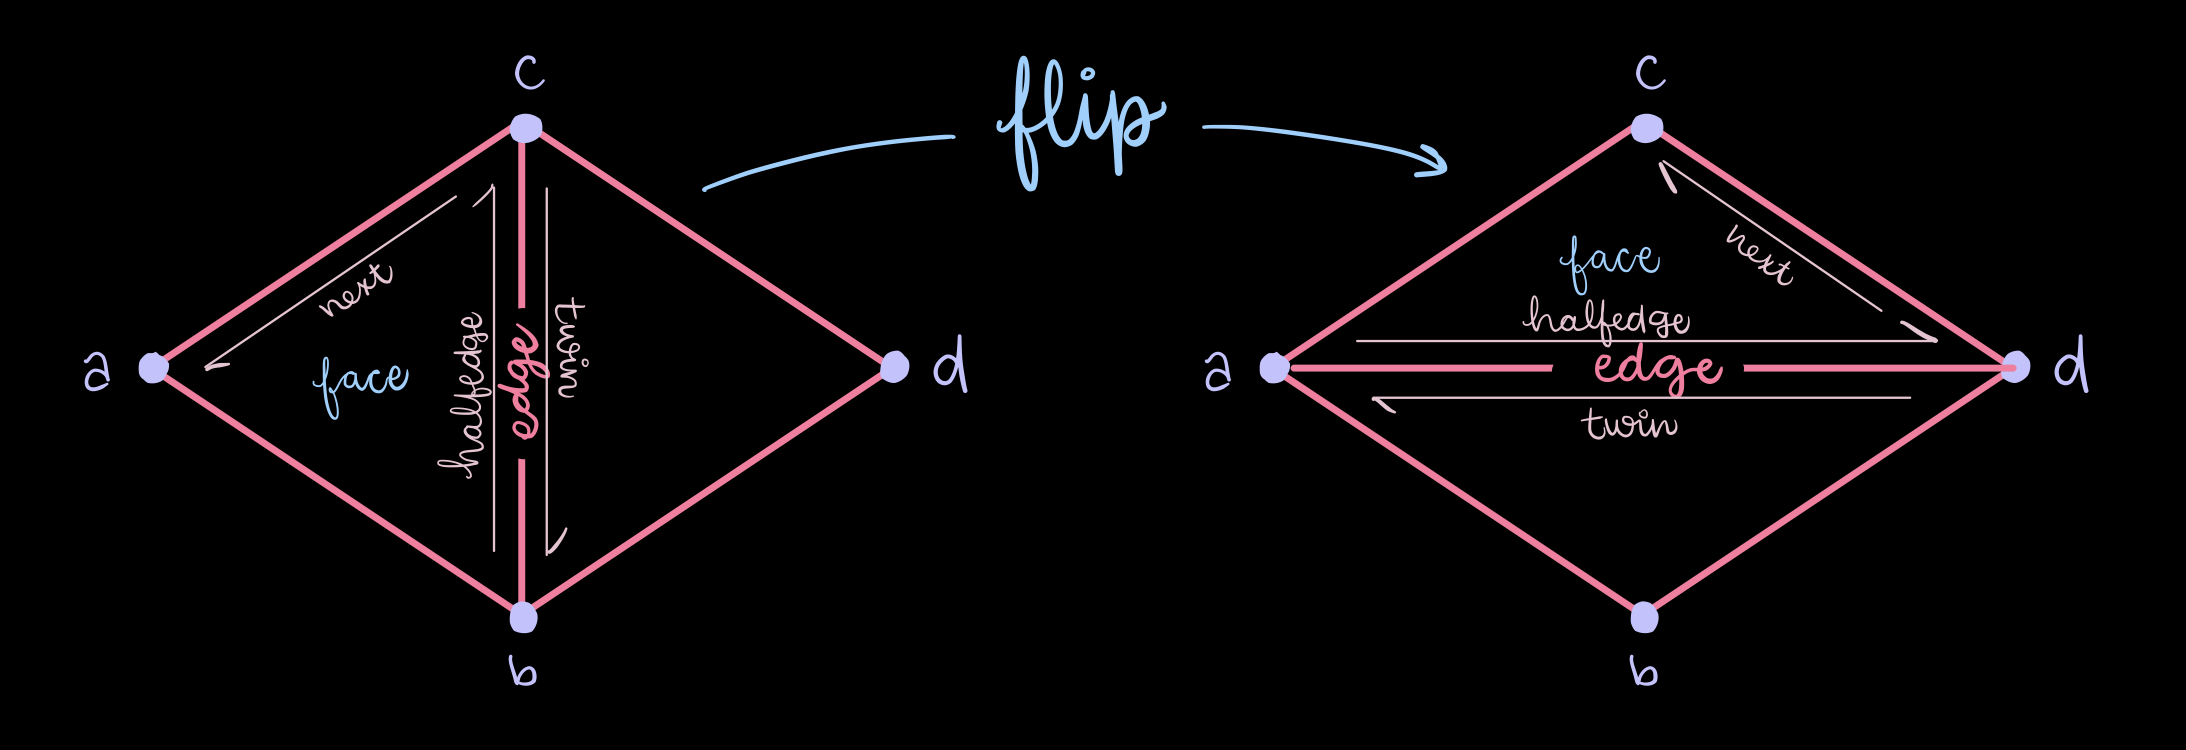 c
next
halfedge
edge
twin
face
a
d
b
flip
c
next
face
halfedge
edge
twin
a
d
b